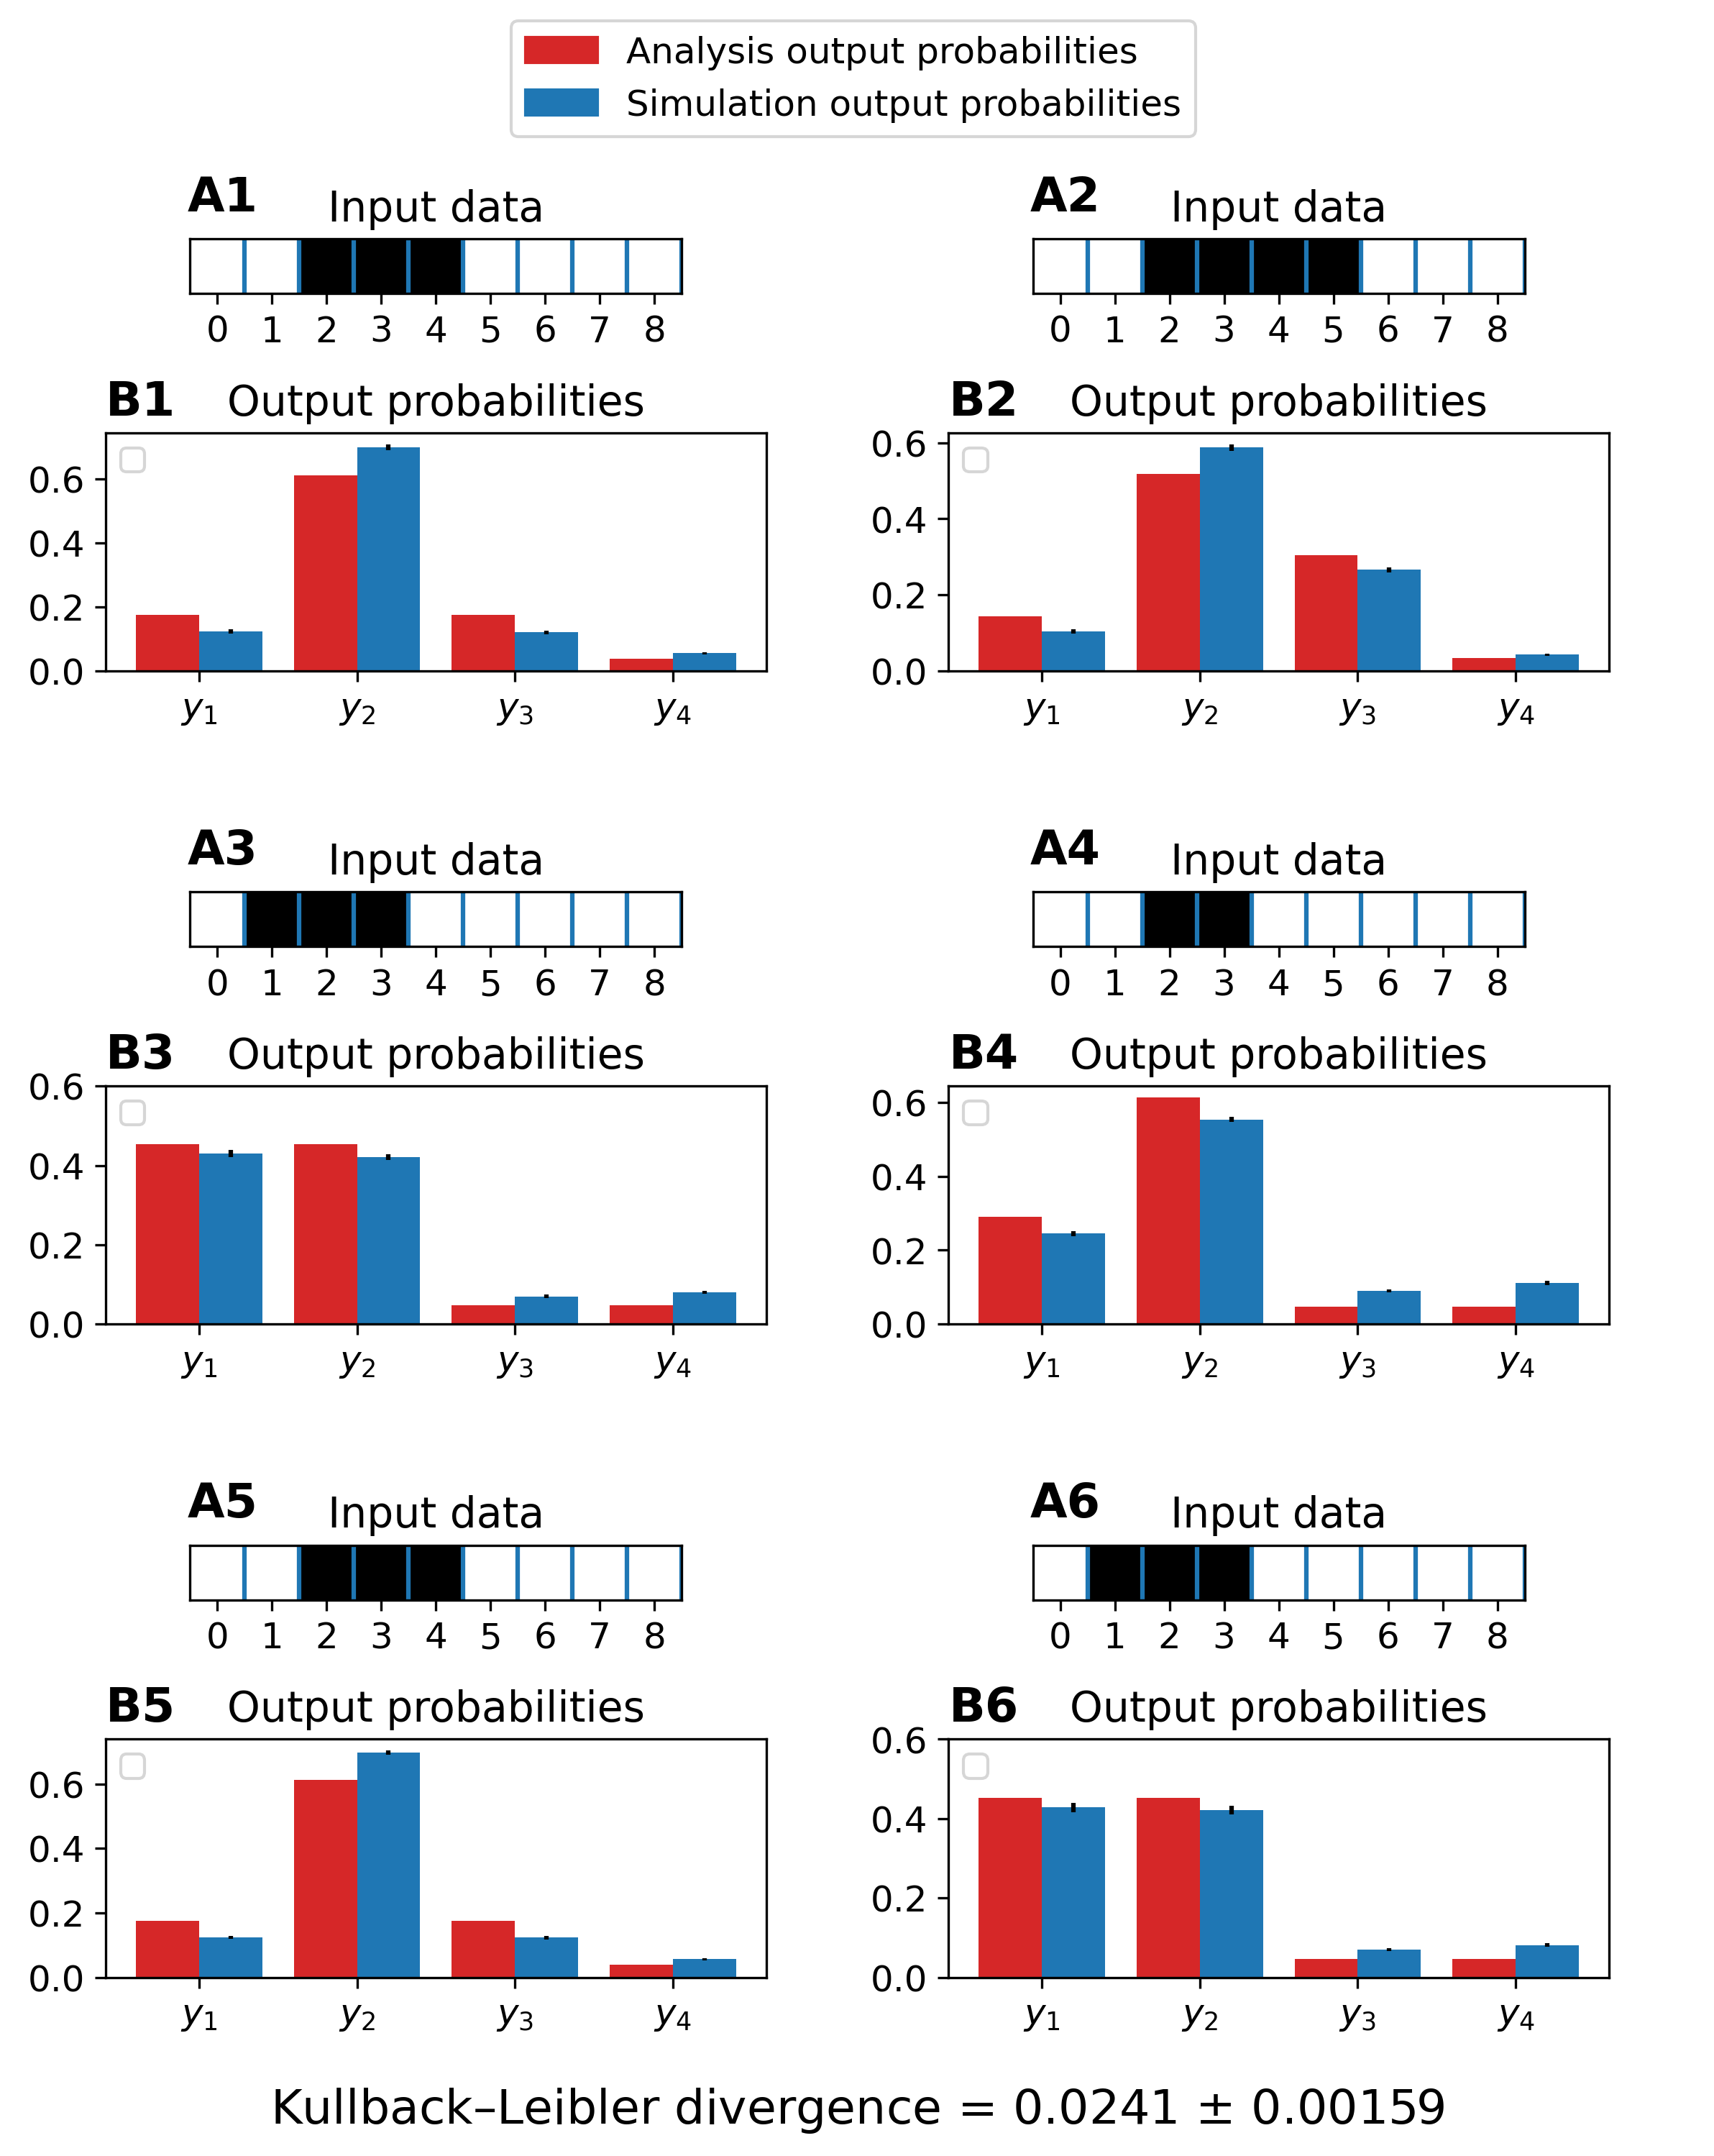 Analysis output probabilities
Simulation output probabilities
A1 Input data
0 1 2 3 4 5 6 7 8
A2 Input data
0 1 2 3 4 5 6 7 8
B1 Output probabilities
0.6
0.4
0.2
0.0
y1 y2 y3 y4
B2 Output probabilities
0.6
0.4
0.2
0.0
y1 y2 y3 y4
A3 Input data
0 1 2 3 4 5 6 7 8
A4 Input data
0 1 2 3 4 5 6 7 8
B3 Output probabilities
0.6
0.4
0.2
0.0
y1 y2 y3 y4
B4 Output probabilities
0.6
0.4
0.2
0.0
y1 y2 y3 y4
A5 Input data
0 1 2 3 4 5 6 7 8
A6 Input data
0 1 2 3 4 5 6 7 8
B5 Output probabilities
0.6
0.4
0.2
0.0
y1 y2 y3 y4
B6 Output probabilities
0.6
0.4
0.2
0.0
y1 y2 y3 y4
Kullback–Leibler divergence = 0.0241 ± 0.00159